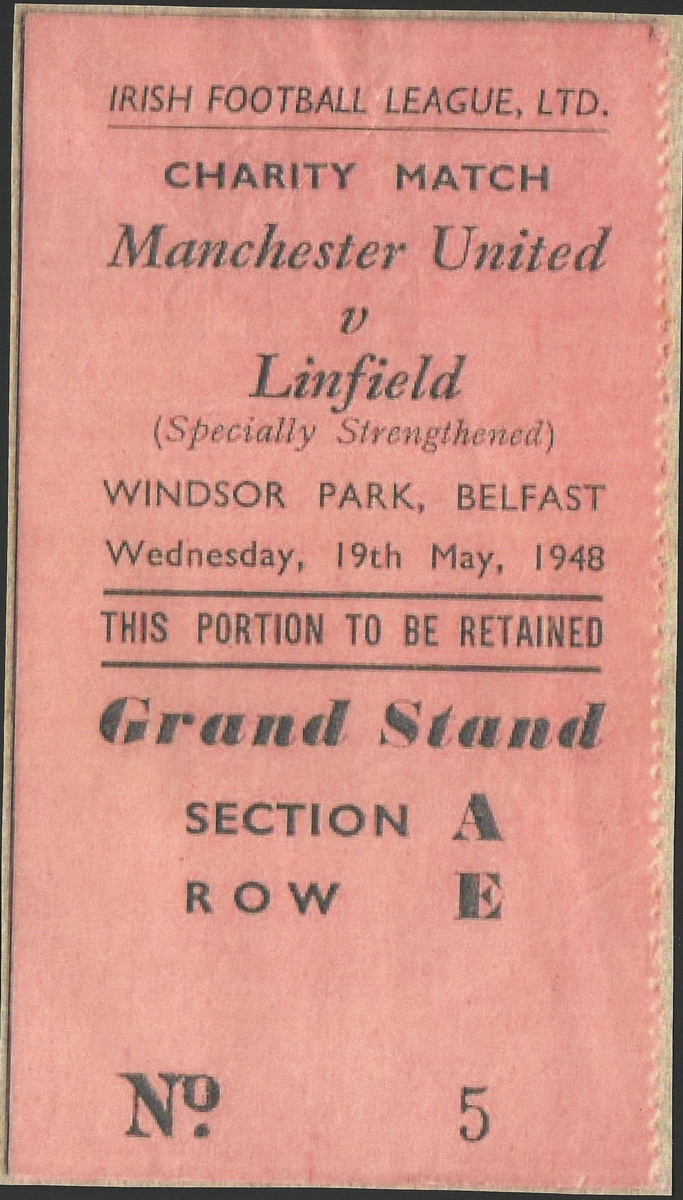 IRISH FOOTBALL LEAGUE, LTD.
CHARITY MATCH
Manchester United
v
Linfield
(Specially Strengthened)
WINDSOR PARK, BELFAST
Wednesday, 19th May, 1948
THIS PORTION TO BE RETAINED
Grand Stand
SECTION A
ROW E
Nº. 5